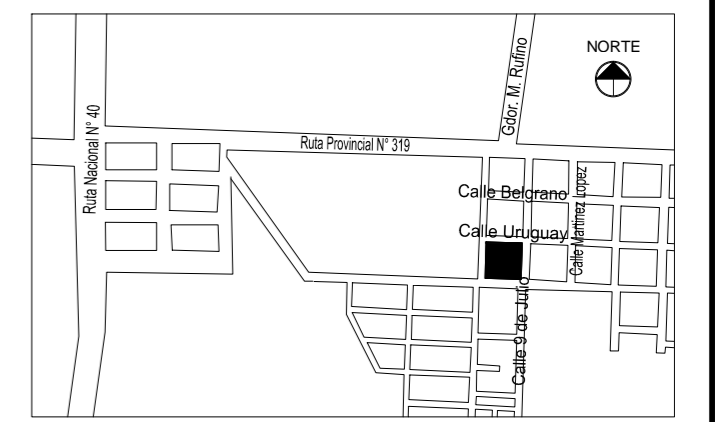 NORTE
Gdor. M. Rufino
Ruta Nacional N° 40
Ruta Provincial N° 319
Calle Belgrano
Calle Martinez Lopez
Calle Uruguay
Calle 9 de Julio